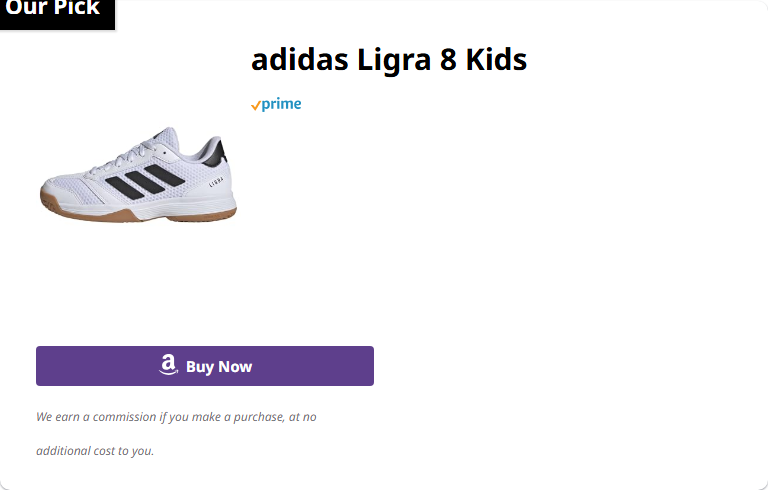 Our Pick
adidas Ligra 8 Kids
prime
LIGRA
Buy Now
We earn a commission if you make a purchase, at no
additional cost to you.